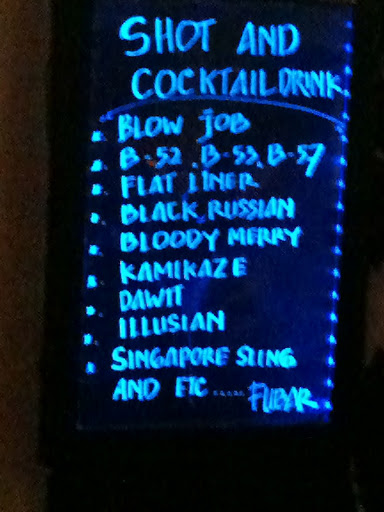 SHOT AND
COCKTAIL DRINK
BLOW JOB
B-52, B-53, B-57
FLAT LINER
BLACK RUSSIAN
BLOODY MERRY
KAMIKAZE
DAWIT
ILLUSIAN
SINGAPORE SLING
AND ETC ..... FUBAR